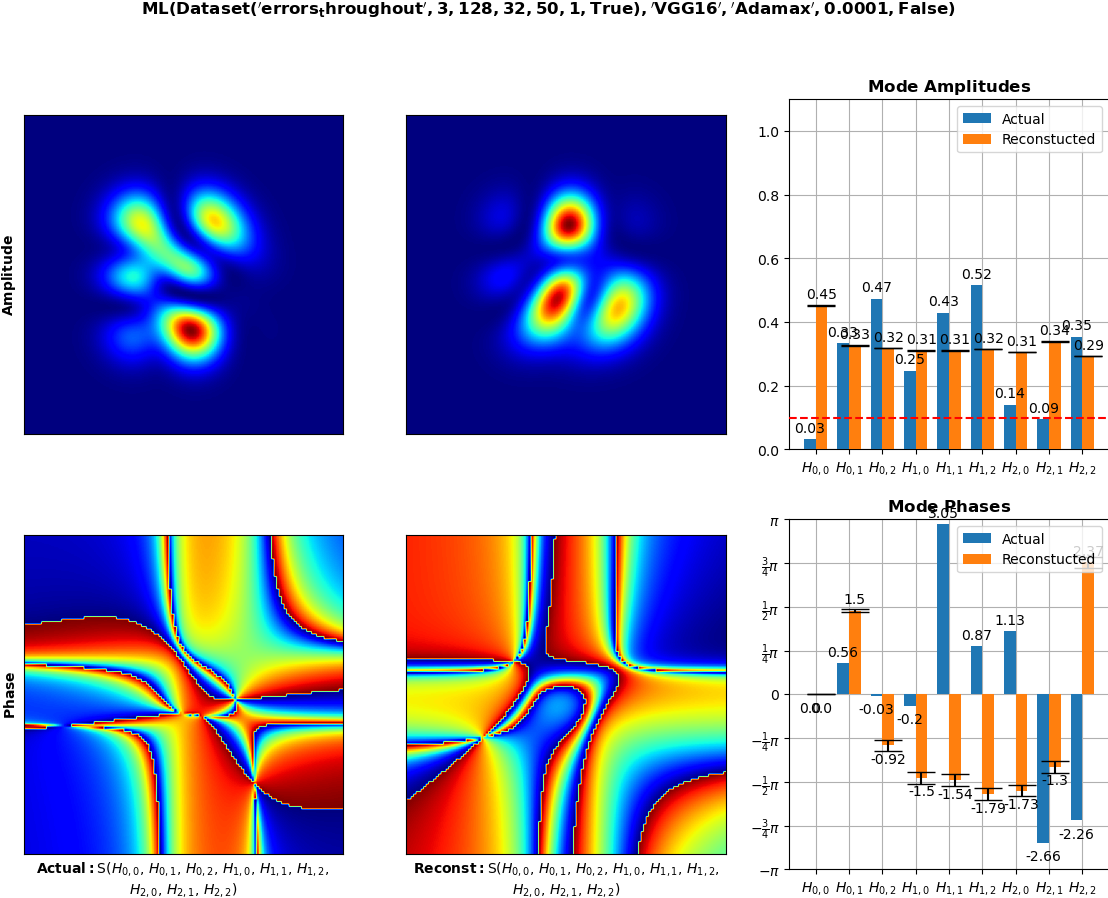 ML(Dataset('errors_throughout', 3, 128, 32, 50, 1, True), 'VGG16', 'Adamax', 0.0001, False)
Mode Amplitudes
Actual
Reconstucted
Amplitude
1.0
0.8
0.6
0.4
0.2
0.0
0.03
0.45
0.33
0.33
0.47
0.32
0.25
0.31
0.43
0.31
0.52
0.32
0.14
0.31
0.09
0.34
0.35
0.29
H0,0 H0,1 H0,2 H1,0 H1,1 H1,2 H2,0 H2,1 H2,2
Mode Phases
Actual
Reconstucted
Phase
π
3/4π
1/2π
1/4π
0
−1/4π
−1/2π
−3/4π
−π
0.0
0.0
0.56
1.5
-0.03
-0.92
-0.2
-1.5
3.05
-1.54
0.87
-1.79
1.13
-1.73
-2.66
-1.3
-2.26
2.37
H0,0 H0,1 H0,2 H1,0 H1,1 H1,2 H2,0 H2,1 H2,2
Actual: S(H0,0, H0,1, H0,2, H1,0, H1,1, H1,2,
H2,0, H2,1, H2,2)
Reconst: S(H0,0, H0,1, H0,2, H1,0, H1,1, H1,2,
H2,0, H2,1, H2,2)